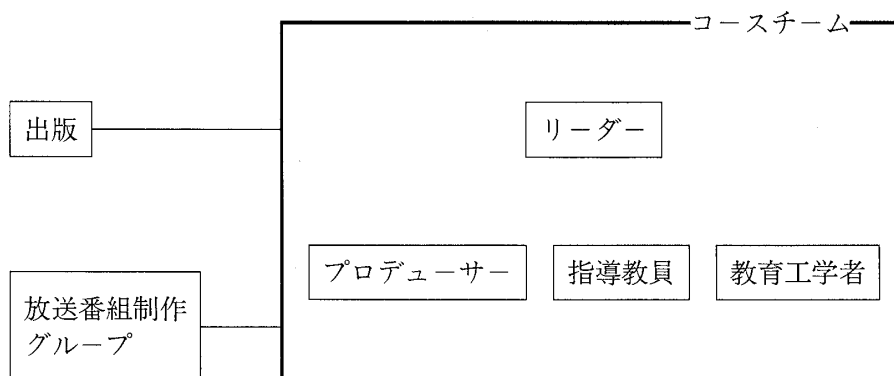 コースチーム
出版
リーダー
プロデューサー
指導教員
教育工学者
放送番組制作
グループ